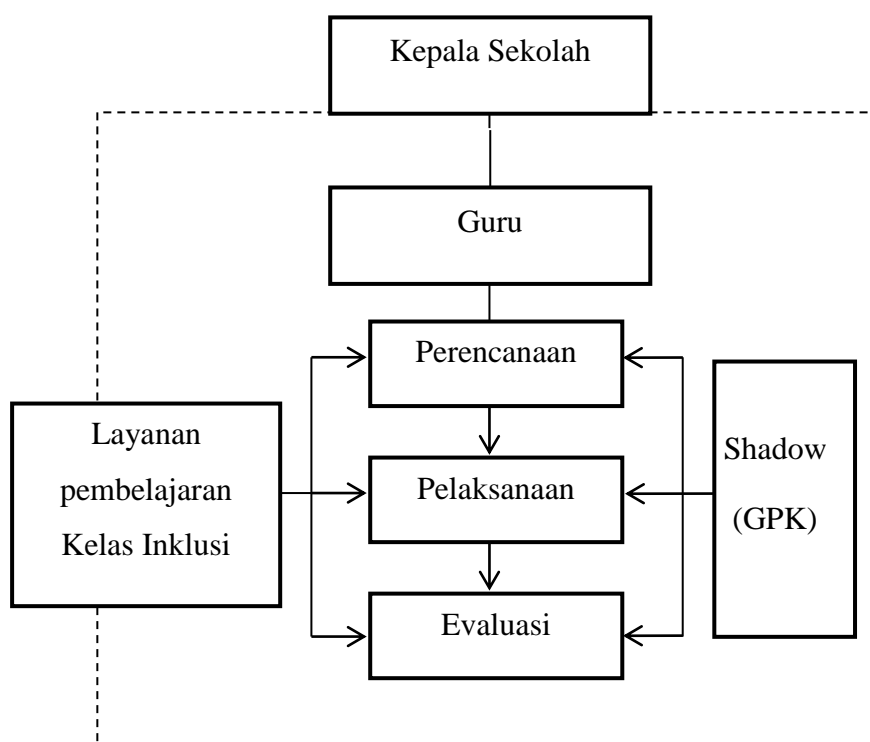 Kepala Sekolah
Guru
Perencanaan
Layanan
pembelajaran
Kelas Inklusi
Pelaksanaan
Shadow
(GPK)
Evaluasi